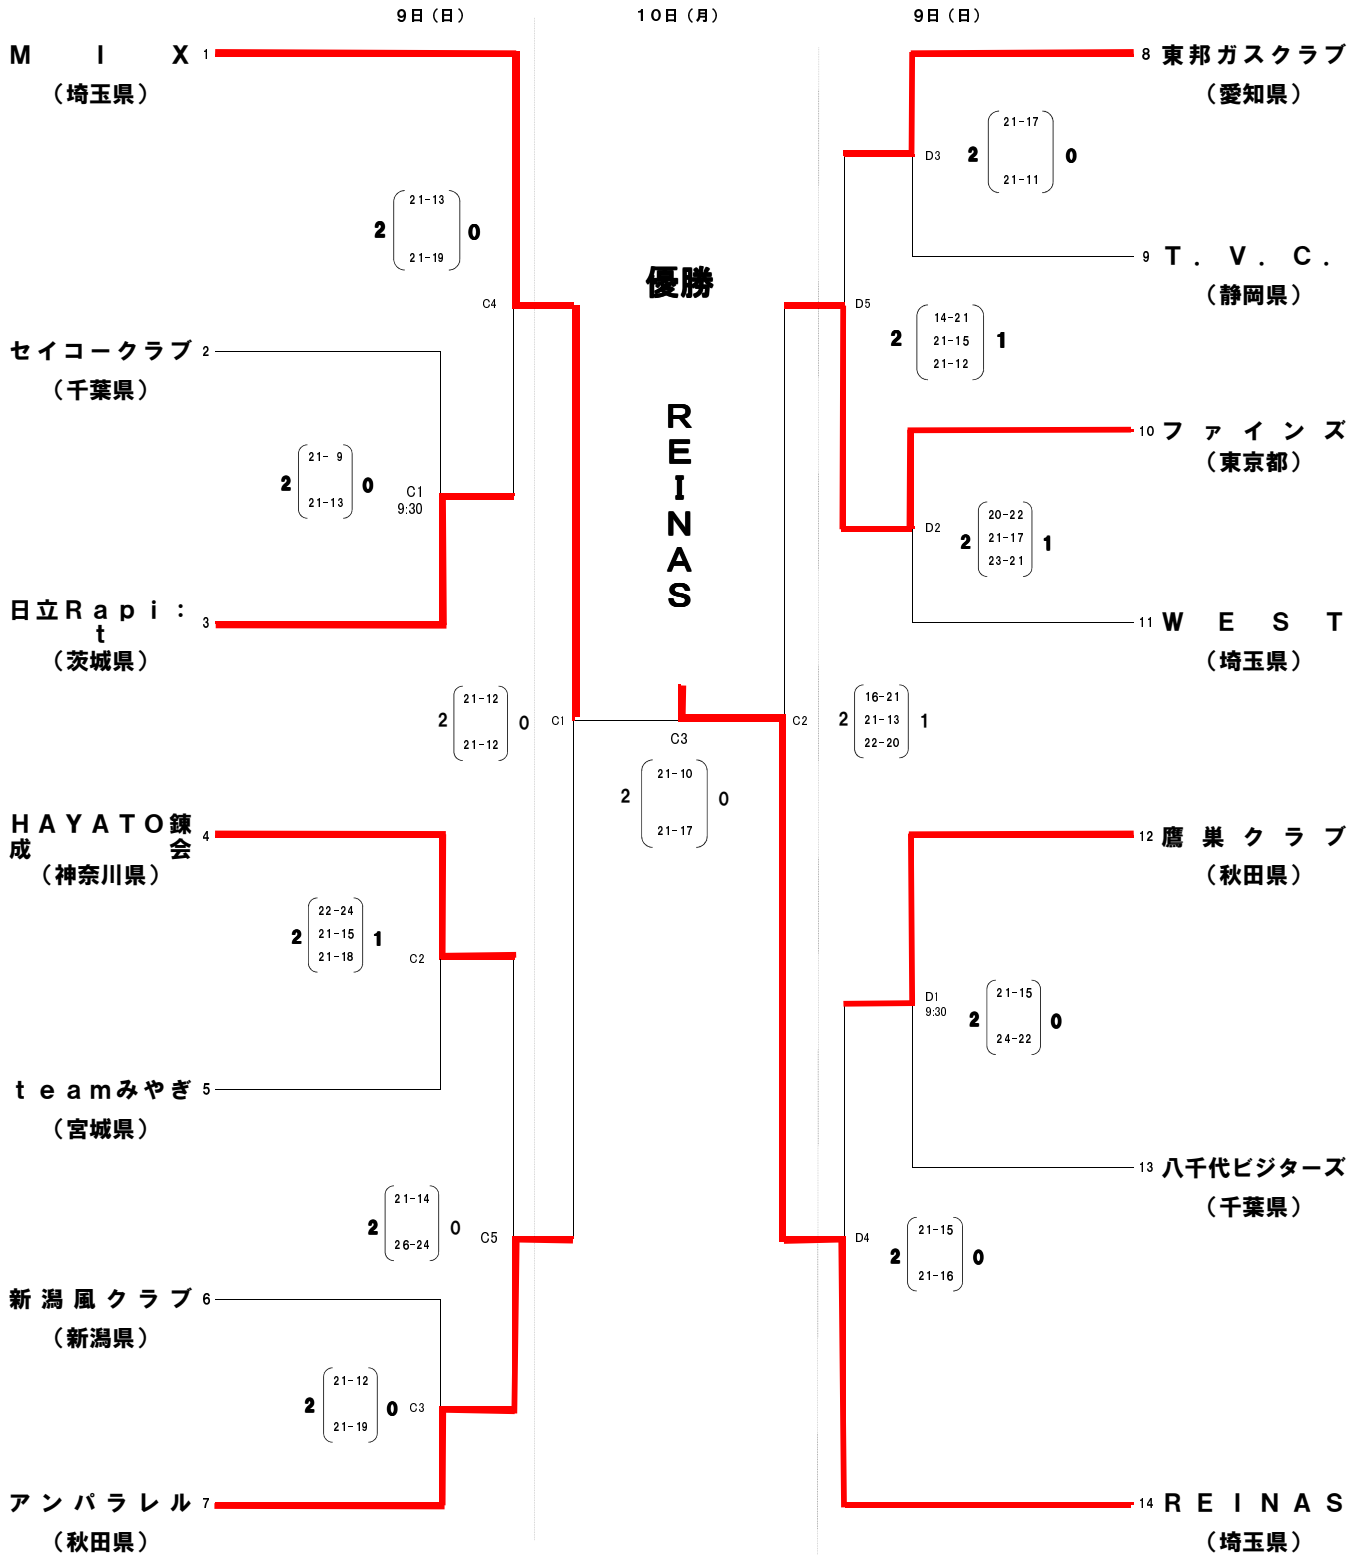 9日（日）
10日（月）
9日（日）
ＭＩＸ 1
（埼玉県）
8 東邦ガスクラブ
（愛知県）
21-17
D3 2 0
21-11
21-13
2 0
21-19
9 Ｔ．Ｖ．Ｃ．
（静岡県）
優勝
C4
D5
14-21
2 21-15 1
21-12
セイコークラブ 2
（千葉県）
ＲＥＩＮＡＳ
10 ファインズ
（東京都）
21- 9
2 0
21-13
C1
9:30
D2
20-22
2 21-17 1
23-21
日立Ｒａｐｉ：
ｔ 3
（茨城県）
11 ＷＥＳＴ
（埼玉県）
21-12
2 0
21-12
C1
C3
C2
16-21
2 21-13 1
22-20
21-10
2 0
21-17
ＨＡＹＡＴＯ錬
成会 4
（神奈川県）
12 鷹巣クラブ
（秋田県）
22-24
2 21-15 1
21-18
C2
D1
9:30
21-15
2 0
24-22
ｔｅａｍみやぎ 5
（宮城県）
13 八千代ビジターズ
（千葉県）
21-14
2 0
26-24
C5
D4
21-15
2 0
21-16
新潟風クラブ 6
（新潟県）
21-12
2 0 C3
21-19
アンパラレル 7
（秋田県）
14 ＲＥＩＮＡＳ
（埼玉県）